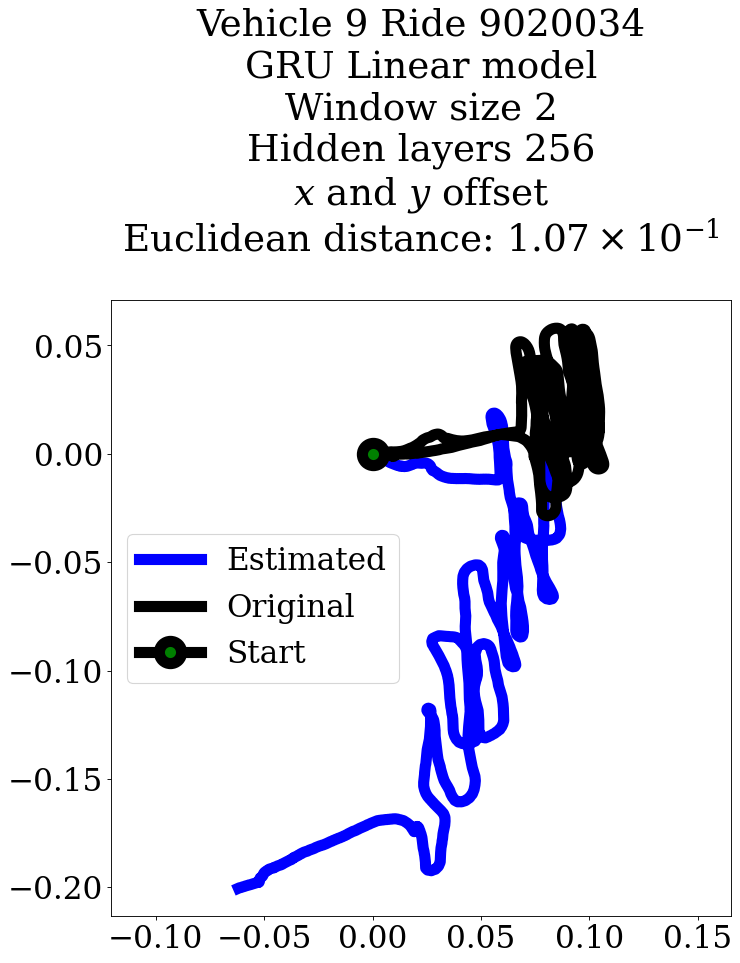 Vehicle 9 Ride 9020034
GRU Linear model
Window size 2
Hidden layers 256
x and y offset
Euclidean distance: 1.07 × 10⁻¹
0.05
0.00
−0.05
−0.10
−0.15
−0.20
Estimated
Original
Start
−0.10 −0.05 0.00 0.05 0.10 0.15